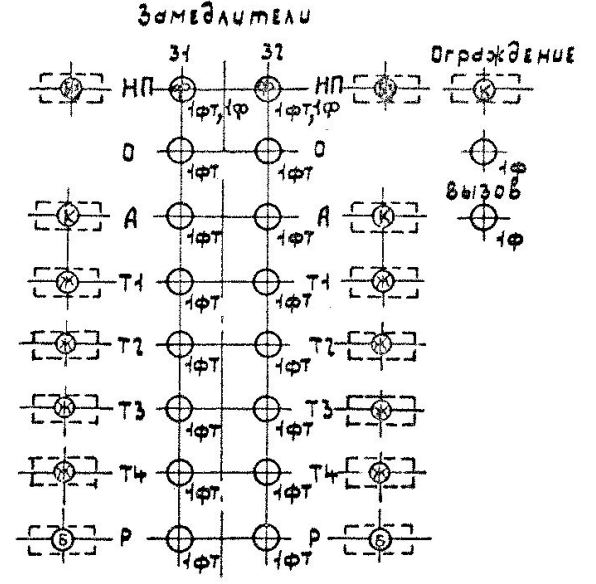 Замедлители
З1 З2 Ограждение
НП НП К
1ФТ,1Ф 1ФТ,1Ф
О О
1ФТ 1ФТ 1Ф
Вызов
К А А К
1ФТ 1ФТ 1Ф
Ж Т1 Т1 Ж
1ФТ 1ФТ
Ж Т2 Т2 Ж
1ФТ 1ФТ
Ж Т3 Т3 Ж
1ФТ 1ФТ
Ж Т4 Т4 Ж
1ФТ 1ФТ
Б Р Р Б
1ФТ 1ФТ